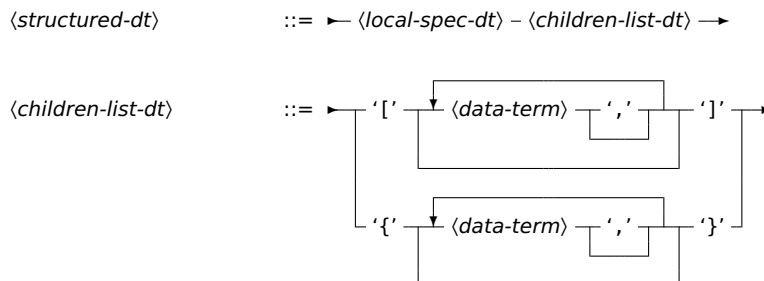 ⟨structured-dt⟩ ::= ⟨local-spec-dt⟩ ⟨children-list-dt⟩
⟨children-list-dt⟩ ::= ‘[’ ⟨data-term⟩ ‘,’ ‘]’
‘{’ ⟨data-term⟩ ‘,’ ‘}’